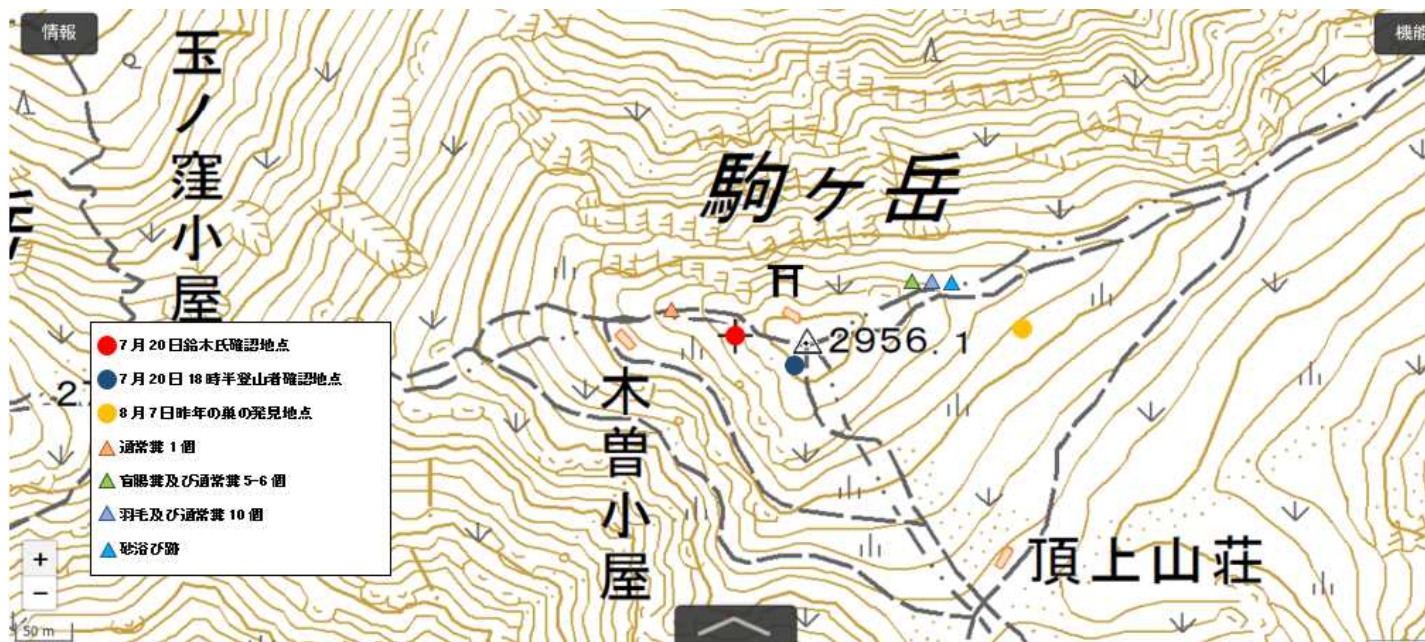 情報
機能
玉ノ窪小屋
駒ヶ岳
2956.1
木曽小屋
頂上山荘
7月20日鈴木氏確認地点
7月20日18時半登山者確認地点
8月7日昨年の巣の発見地点
通常糞1個
盲腸糞及び通常糞5-6個
羽毛及び通常糞10個
砂浴び跡
+
−
50 m